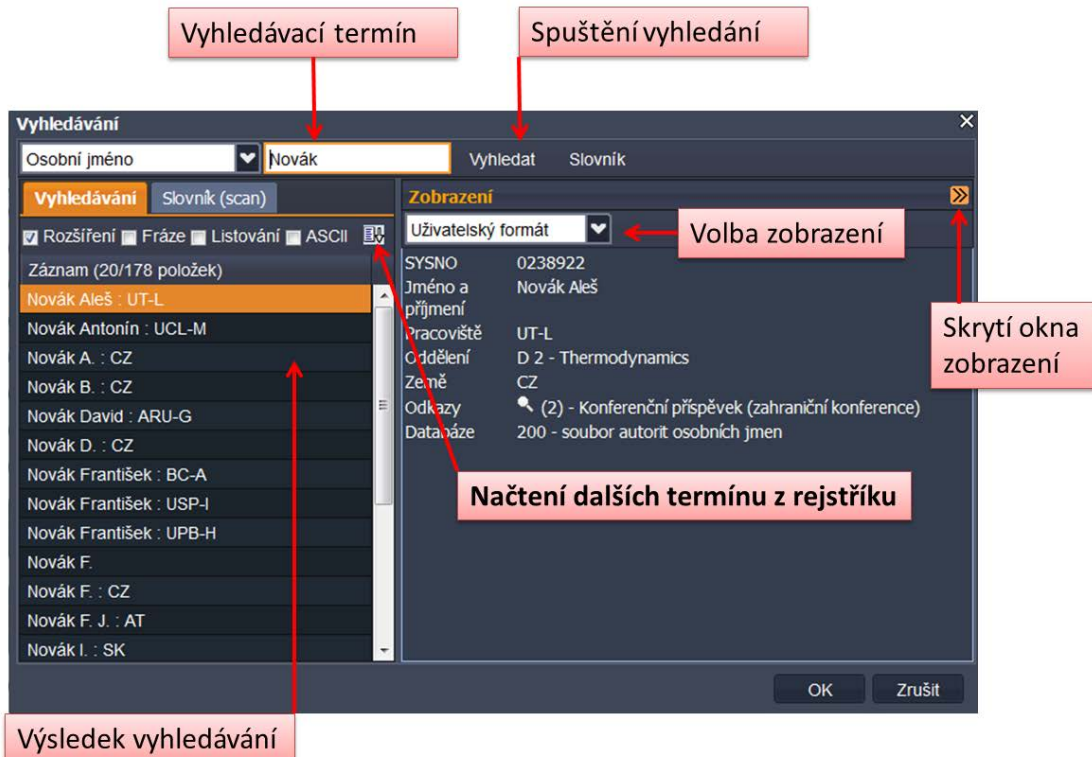 Vyhledávací termín
Spuštění vyhledání
Vyhledávání
Osobní jméno
Novák
Vyhledat
Slovník
Vyhledávání
Slovník (scan)
Rozšíření
Fráze
Listování
ASCII
Záznam (20/178 položek)
Novák Aleš : UT-L
Novák Antonín : UCL-M
Novák A. : CZ
Novák B. : CZ
Novák David : ARU-G
Novák D. : CZ
Novák František : BC-A
Novák František : USP-I
Novák František : UPB-H
Novák F.
Novák F. : CZ
Novák F. J. : AT
Novák I. : SK
Zobrazení
Uživatelský formát
Volba zobrazení
SYSNO 0238922
Jméno a Novák Aleš
příjmení
Pracoviště UT-L
Oddělení D 2 - Thermodynamics
Země CZ
Odkazy (2) - Konferenční příspěvek (zahraniční konference)
Databáze 200 - soubor autorit osobních jmen
Skrytí okna
zobrazení
Načtení dalších termínu z rejstříku
OK
Zrušit
Výsledek vyhledávání